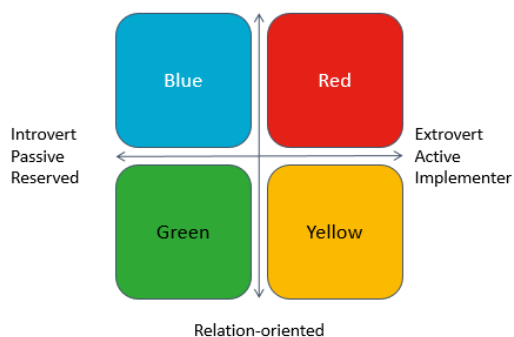 Blue
Red
Introvert
Passive
Reserved
Extrovert
Active
Implementer
Green
Yellow
Relation-oriented